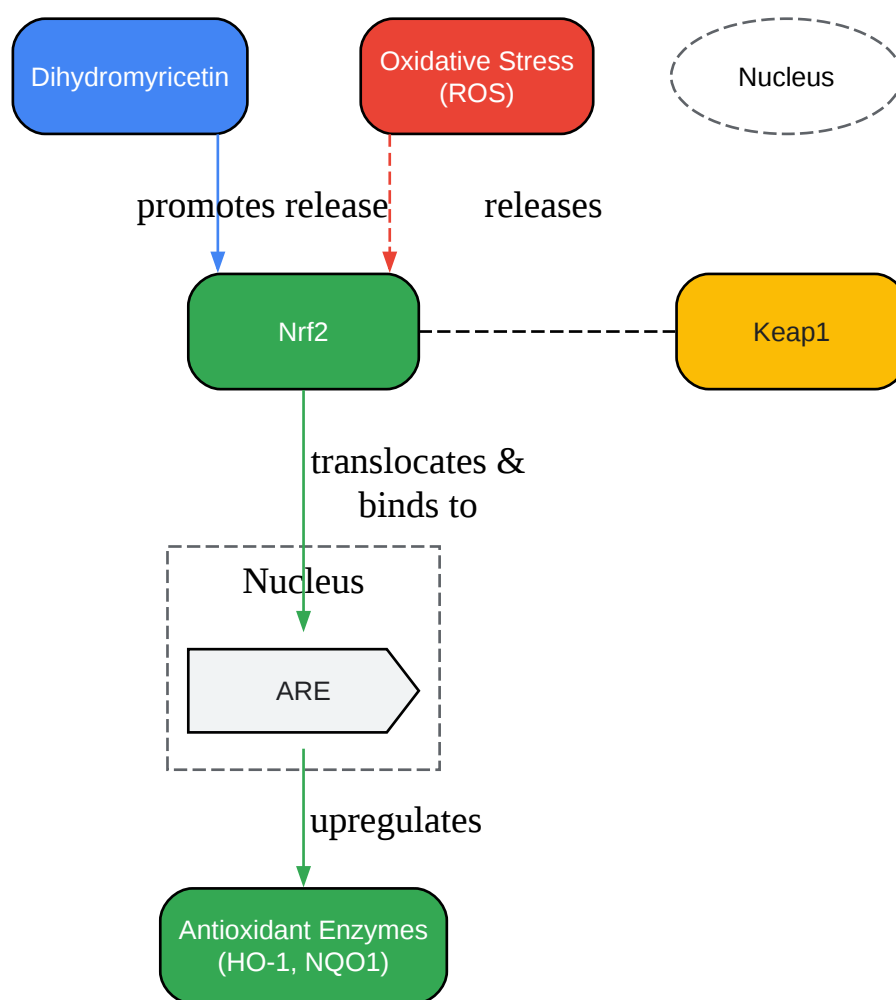 Dihydromyricetin
Oxidative Stress
(ROS)
Nucleus
promotes release
releases
Nrf2
Keap1
translocates &
binds to
Nucleus
ARE
upregulates
Antioxidant Enzymes
(HO-1, NQO1)